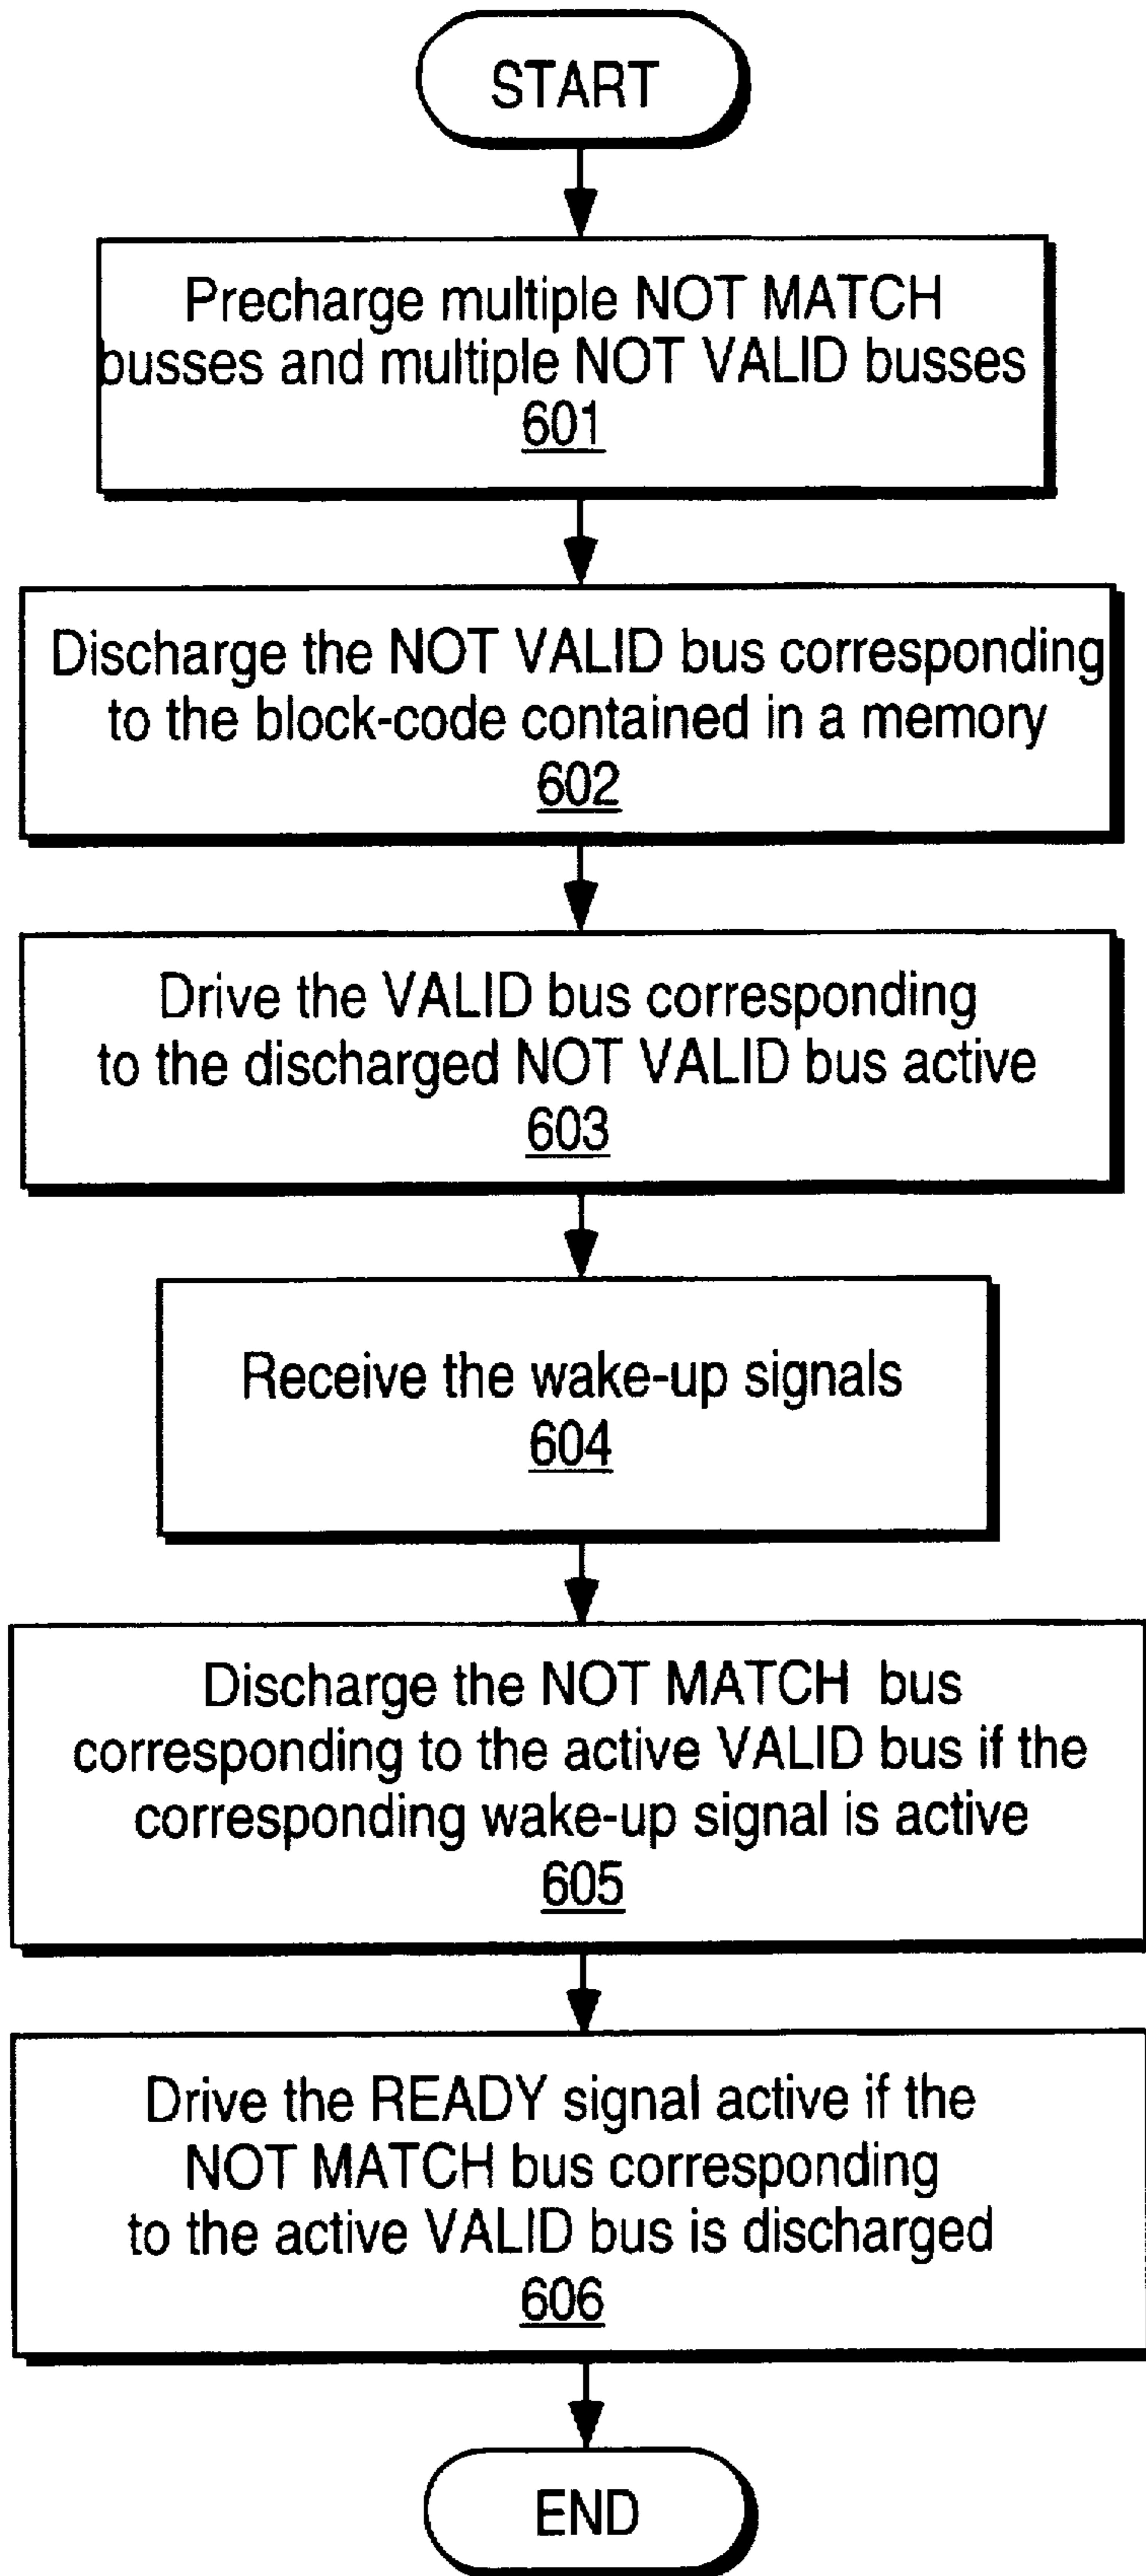 START
Precharge multiple NOT MATCH
busses and multiple NOT VALID busses
601
Discharge the NOT VALID bus corresponding
to the block-code contained in a memory
602
Drive the VALID bus corresponding
to the discharged NOT VALID bus active
603
Receive the wake-up signals
604
Discharge the NOT MATCH bus
corresponding to the active VALID bus if the
corresponding wake-up signal is active
605
Drive the READY signal active if the
NOT MATCH bus corresponding
to the active VALID bus is discharged
606
END